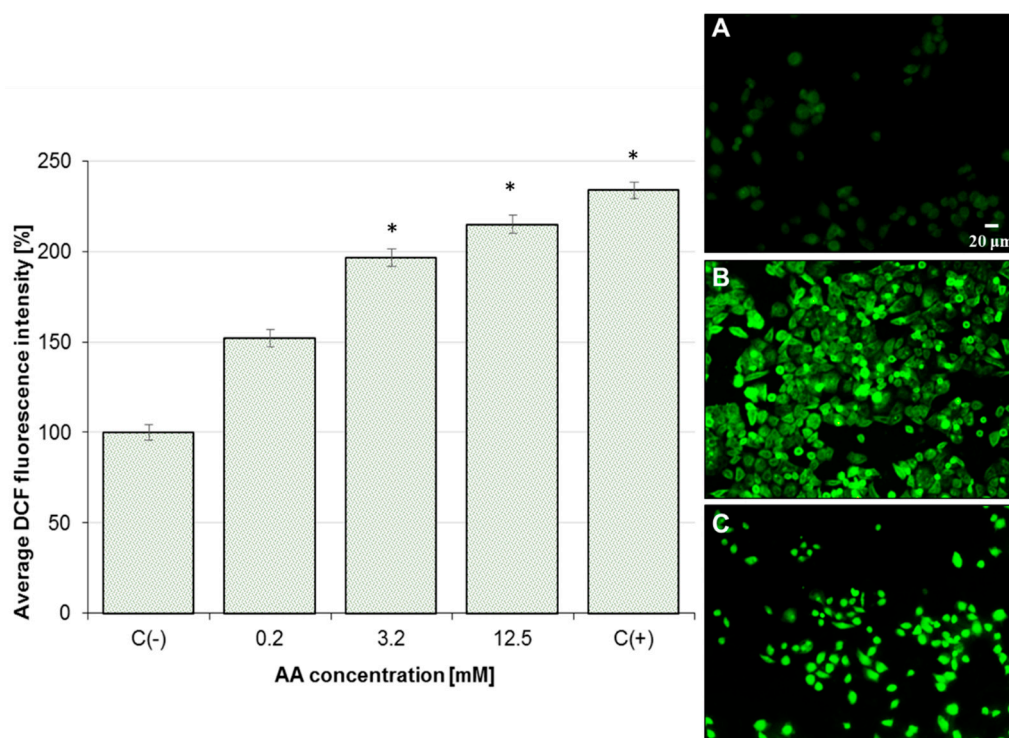 Average DCF fluorescence intensity [%]
250
200
150
100
50
0
*
*
*
C(-) 0.2 3.2 12.5 C(+)
AA concentration [mM]
A
20 μm
B
C